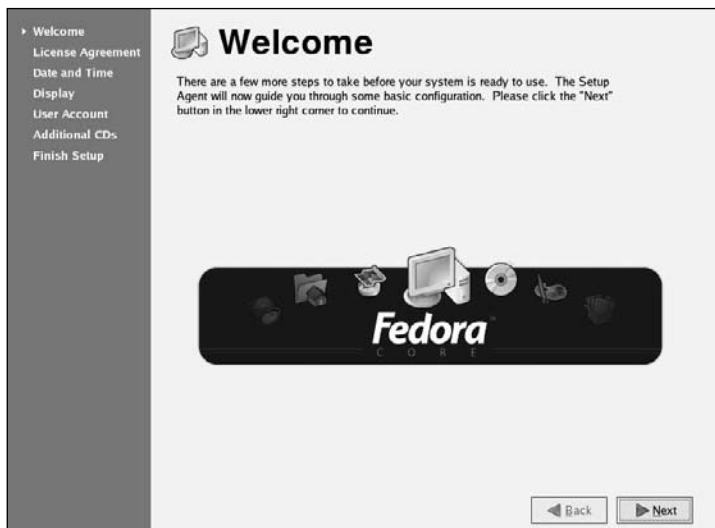 Welcome
License Agreement
Date and Time
Display
User Account
Additional CDs
Finish Setup
Welcome
There are a few more steps to take before your system is ready to use. The Setup
Agent will now guide you through some basic configuration. Please click the "Next"
button in the lower right corner to continue.
Fedora™
CORE
Back
Next